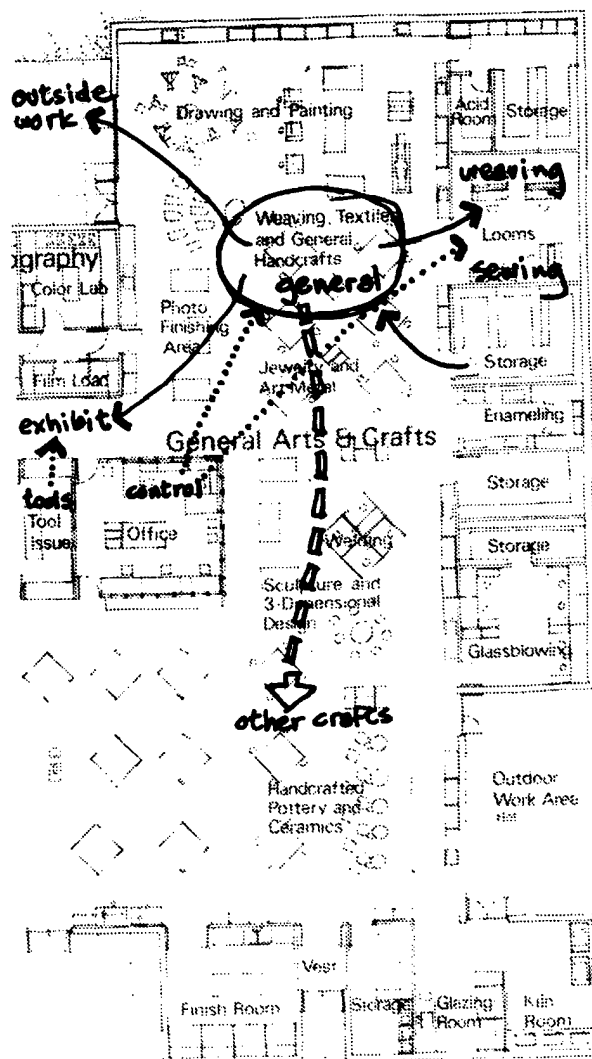 outside
work
Drawing and Painting
Acid
Room
Storage
weaving
Weaving, Textiles
and General
Handcrafts
general
Looms
sewing
ography
Color Lab
Photo
Finishing
Area
Storage
Film Load
Jewelry and
Art Metal
exhibit
Enameling
General Arts & Crafts
Storage
tools
control
Tool
Issue
Office
Welding
Storage
Sculpture and
3-Dimensional
Design
Glassblowing
other crafts
Handcrafted
Pottery and
Ceramics
Outdoor
Work Area
Vest
Finish Room
Storage
Glazing
Room
Kiln
Room